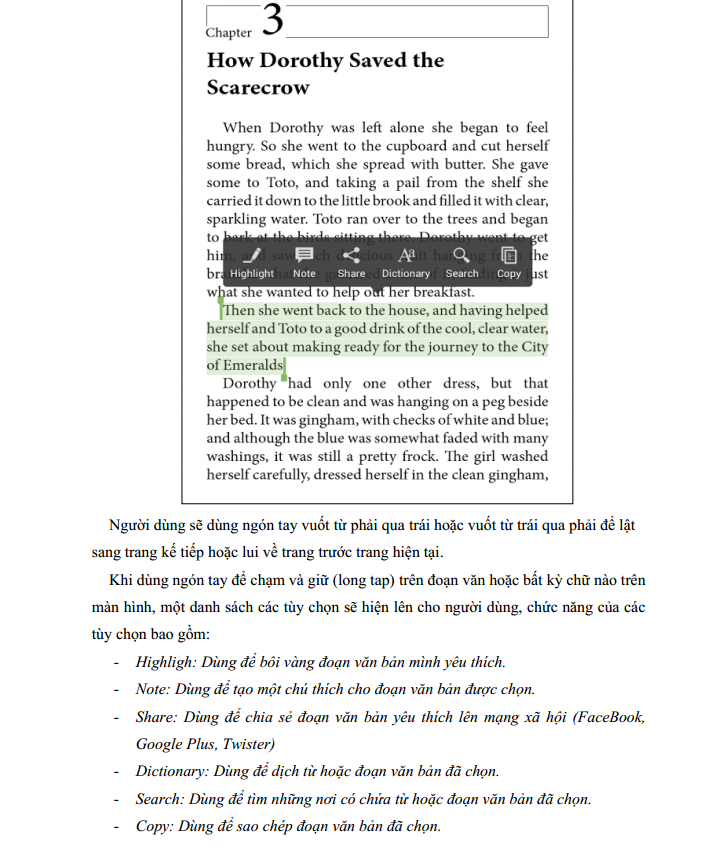 Chapter 3
How Dorothy Saved the
Scarecrow
When Dorothy was left alone she began to feel
hungry. So she went to the cupboard and cut herself
some bread, which she spread with butter. She gave
some to Toto, and taking a pail from the shelf she
carried it down to the little brook and filled it with clear,
sparkling water. Toto ran over to the trees and began
to bark at the birds sitting there. Dorothy went to get
him, and saw such delicious fruit hanging from the
Highlight Note Share Dictionary Search Copy
just
what she wanted to help out her breakfast.
Then she went back to the house, and having helped
herself and Toto to a good drink of the cool, clear water,
she set about making ready for the journey to the City
of Emeralds
Dorothy had only one other dress, but that
happened to be clean and was hanging on a peg beside
her bed. It was gingham, with checks of white and blue;
and although the blue was somewhat faded with many
washings, it was still a pretty frock. The girl washed
herself carefully, dressed herself in the clean gingham,
Người dùng sẽ dùng ngón tay vuốt từ phải qua trái hoặc vuốt từ trái qua phải để lật
sang trang kế tiếp hoặc lui về trang trước trang hiện tại.
Khi dùng ngón tay để chạm và giữ (long tap) trên đoạn văn hoặc bất kỳ chữ nào trên
màn hình, một danh sách các tùy chọn sẽ hiện lên cho người dùng, chức năng của các
tùy chọn bao gồm:
- Highligh: Dùng để bôi vàng đoạn văn bản mình yêu thích.
- Note: Dùng để tạo một chú thích cho đoạn văn bản được chọn.
- Share: Dùng để chia sẻ đoạn văn bản yêu thích lên mạng xã hội (FaceBook,
Google Plus, Twister)
- Dictionary: Dùng để dịch từ hoặc đoạn văn bản đã chọn.
- Search: Dùng để tìm những nơi có chứa từ hoặc đoạn văn bản đã chọn.
- Copy: Dùng để sao chép đoạn văn bản đã chọn.